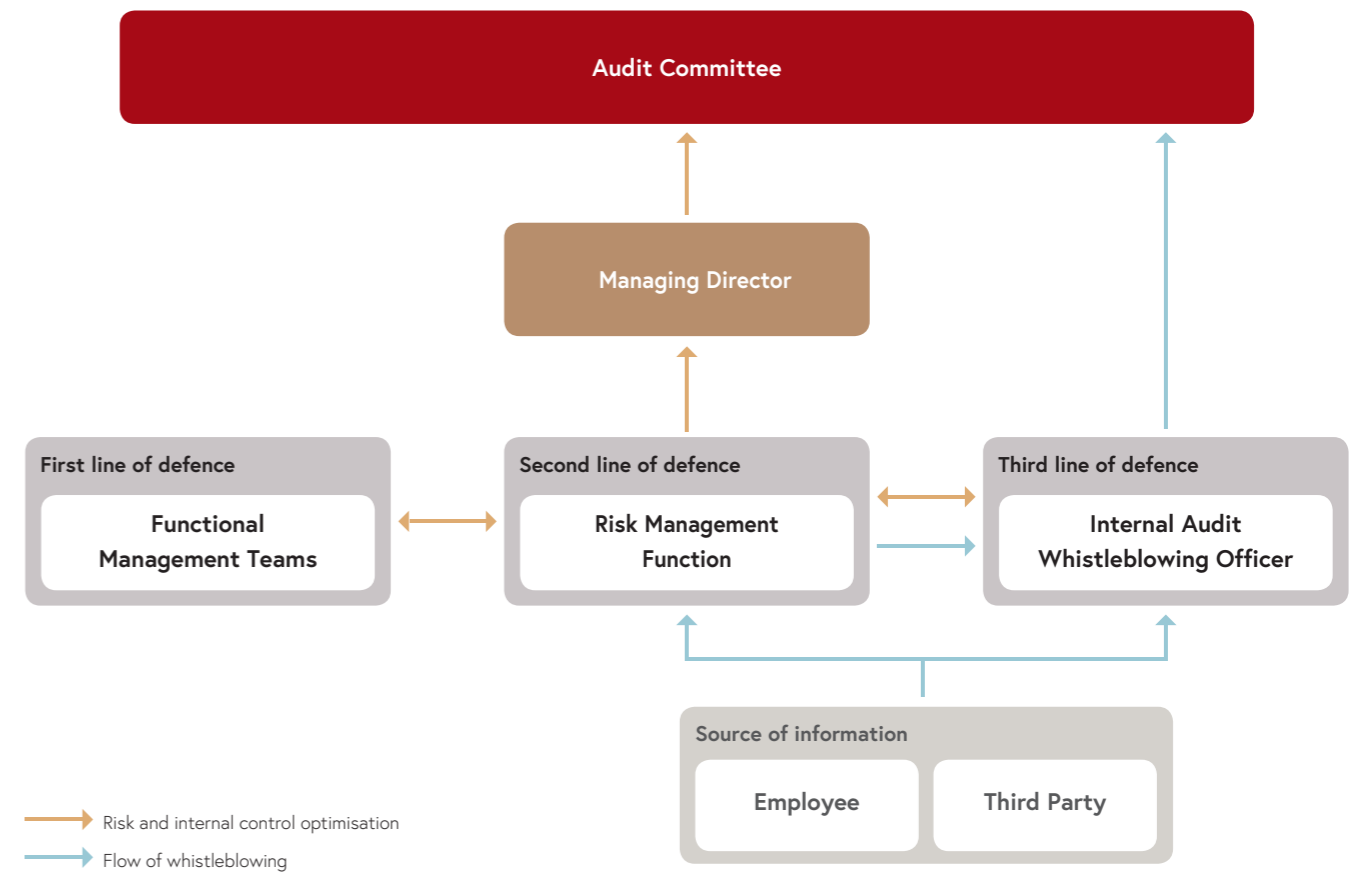 Audit Committee
Managing Director
First line of defence
Functional
Management Teams
Second line of defence
Risk Management
Function
Third line of defence
Internal Audit
Whistleblowing Officer
Source of information
Employee
Third Party
Risk and internal control optimisation
Flow of whistleblowing